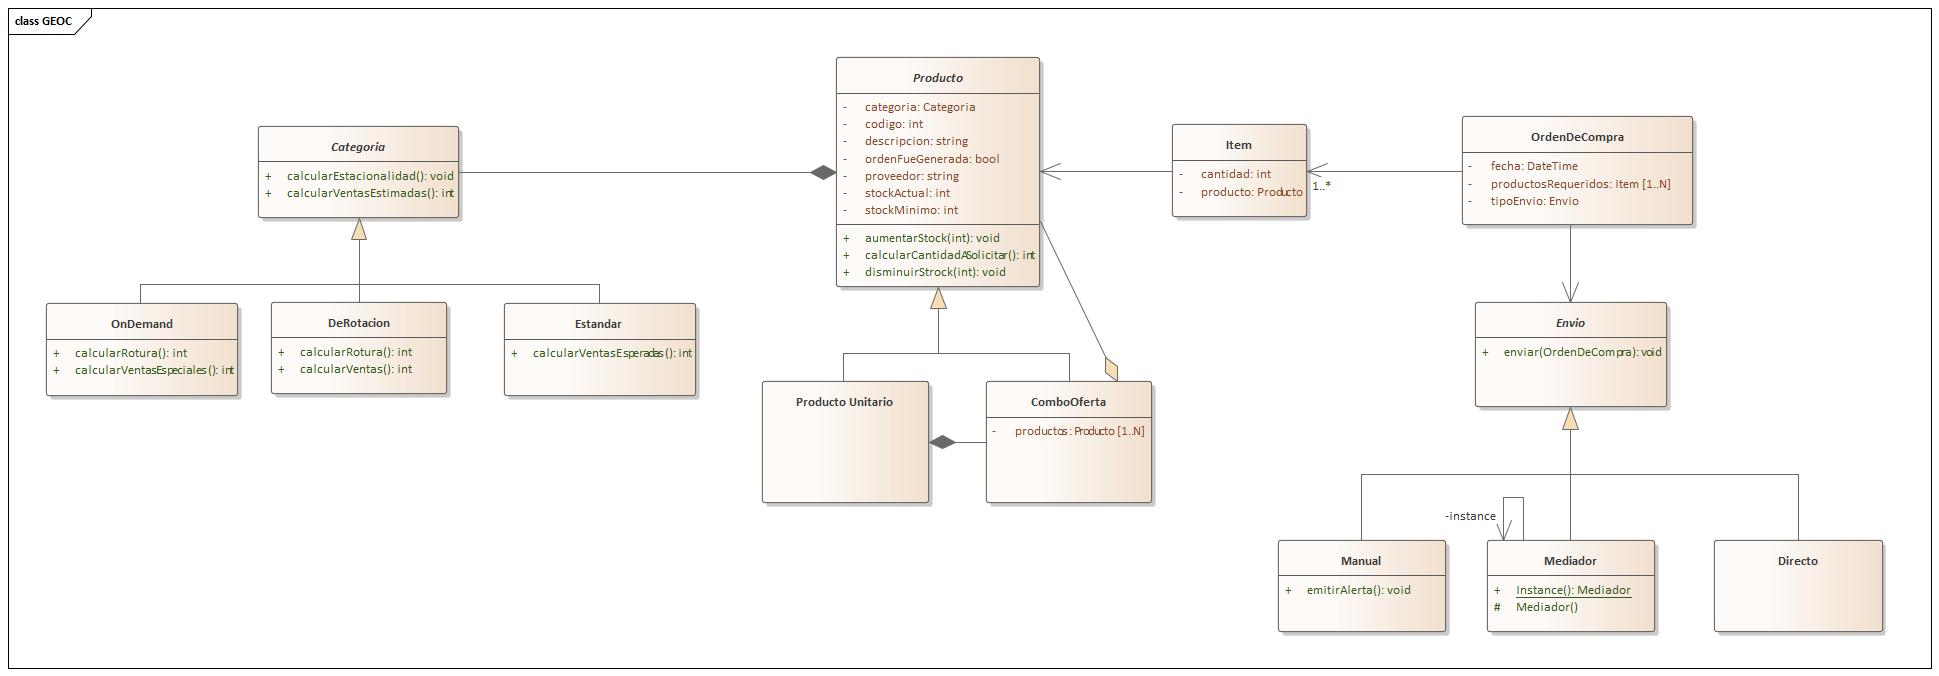 class GEOC
Producto
- categoria: Categoria
- codigo: int
- descripcion: string
- ordenFueGenerada: bool
- proveedor: string
- stockActual: int
- stockMinimo: int
+ aumentarStock(int): void
+ calcularCantidadASolicitar(): int
+ disminuirStrock(int): void
Categoria
+ calcularEstacionalidad(): void
+ calcularVentasEstimadas(): int
Item
- cantidad: int
- producto: Producto
1..*
OrdenDeCompra
- fecha: DateTime
- productosRequeridos: Item [1..N]
- tipoEnvio: Envio
OnDemand
+ calcularRotura(): int
+ calcularVentasEspeciales(): int
DeRotacion
+ calcularRotura(): int
+ calcularVentas(): int
Estandar
+ calcularVentasEsperadas(): int
Envio
+ enviar(OrdenDeCompra): void
Producto Unitario
ComboOferta
- productos: Producto [1..N]
-instance
Manual
+ emitirAlerta(): void
Mediador
+ Instance(): Mediador
# Mediador()
Directo